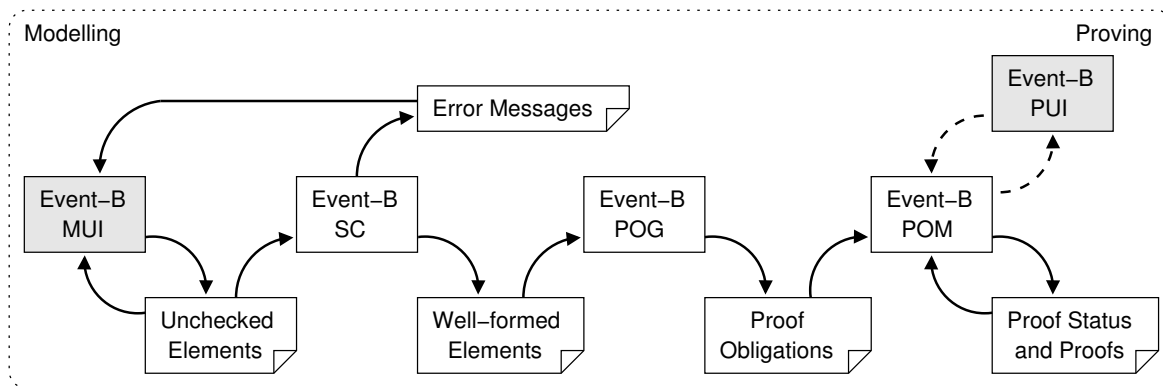 Modelling
Proving
Event–B
PUI
Error Messages
Event–B
MUI
Event–B
SC
Event–B
POG
Event–B
POM
Unchecked
Elements
Well–formed
Elements
Proof
Obligations
Proof Status
and Proofs